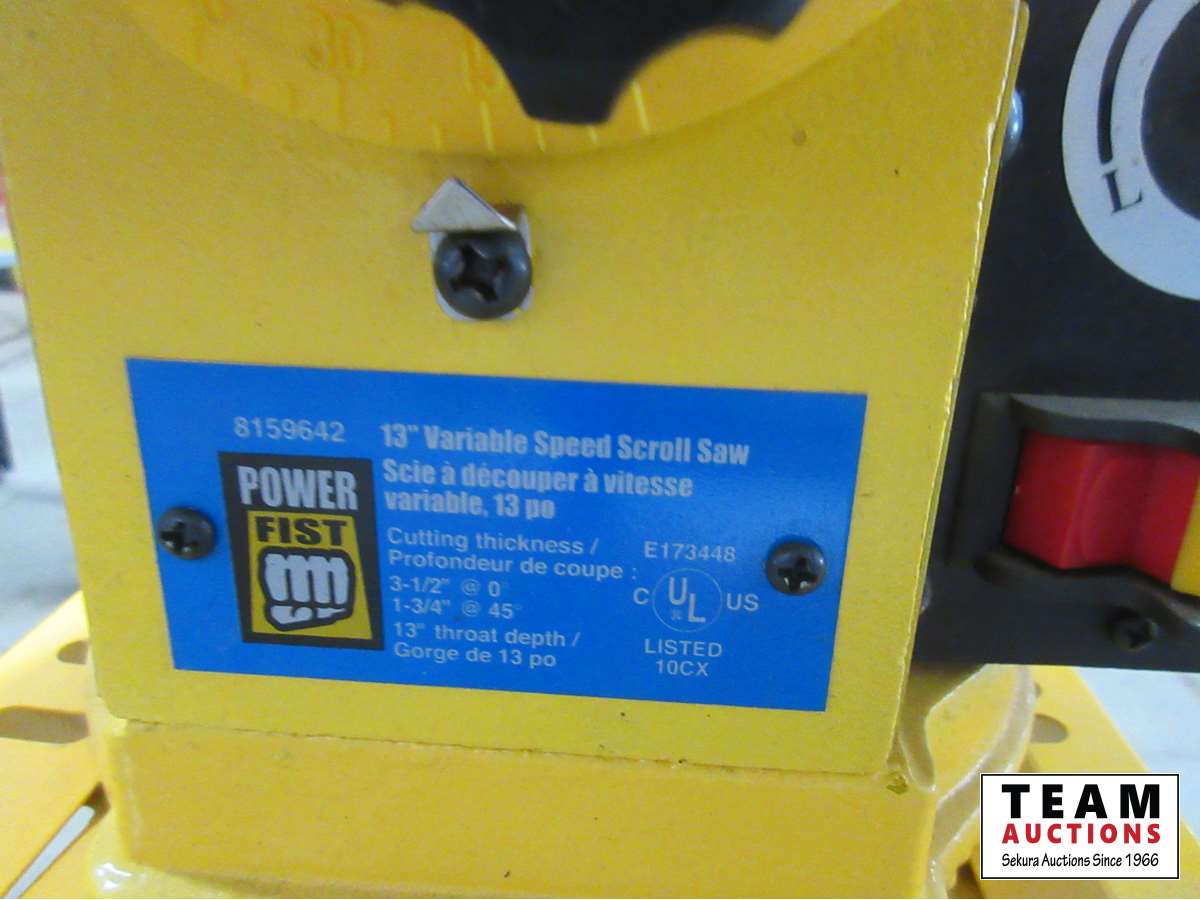 30
15
L
8159642
13" Variable Speed Scroll Saw
Scie à découper à vitesse
variable, 13 po
POWER
FIST
Cutting thickness /
Profondeur de coupe :
3-1/2" @ 0°
1-3/4" @ 45°
13" throat depth /
Gorge de 13 po
E173448
C UL US
LISTED
10CX
TEAM
AUCTIONS
Sekura Auctions Since 1966